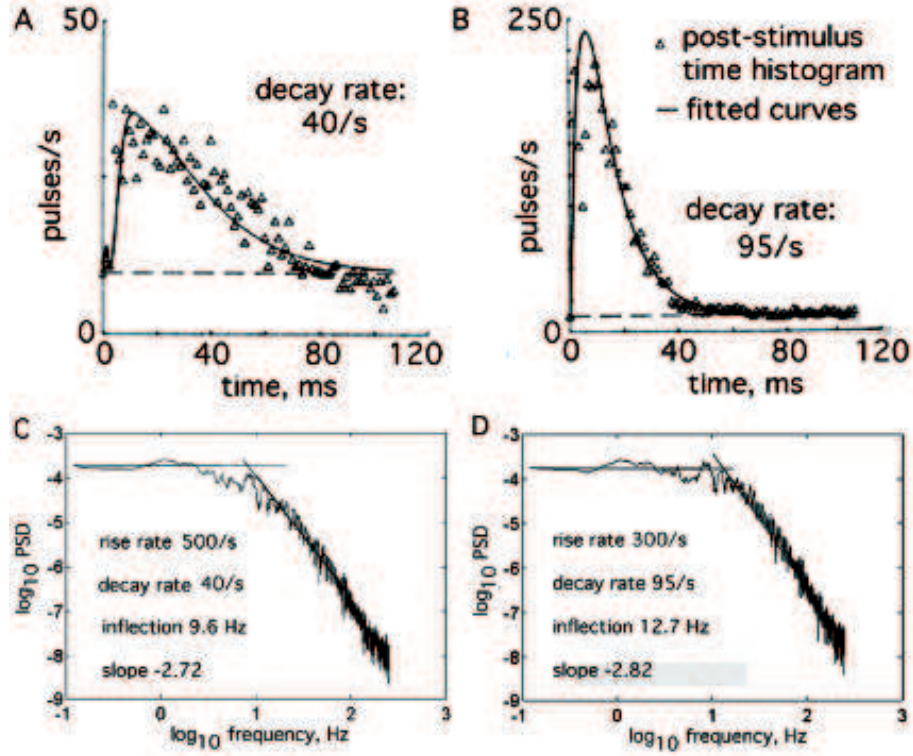 A
50
decay rate:
40/s
pulses/s
0
0 40 80 120
time, ms
B
250
post-stimulus
time histogram
fitted curves
decay rate:
95/s
pulses/s
0
0 40 80 120
time, ms
C
-3
-4
-5
-6
-7
-8
-9
log10 PSD
rise rate 500/s
decay rate 40/s
inflection 9.6 Hz
slope -2.72
-1 0 1 2 3
log10 frequency, Hz
D
-3
-4
-5
-6
-7
-8
-9
log10 PSD
rise rate 300/s
decay rate 95/s
inflection 12.7 Hz
slope -2.82
-1 0 1 2 3
log10 frequency, Hz